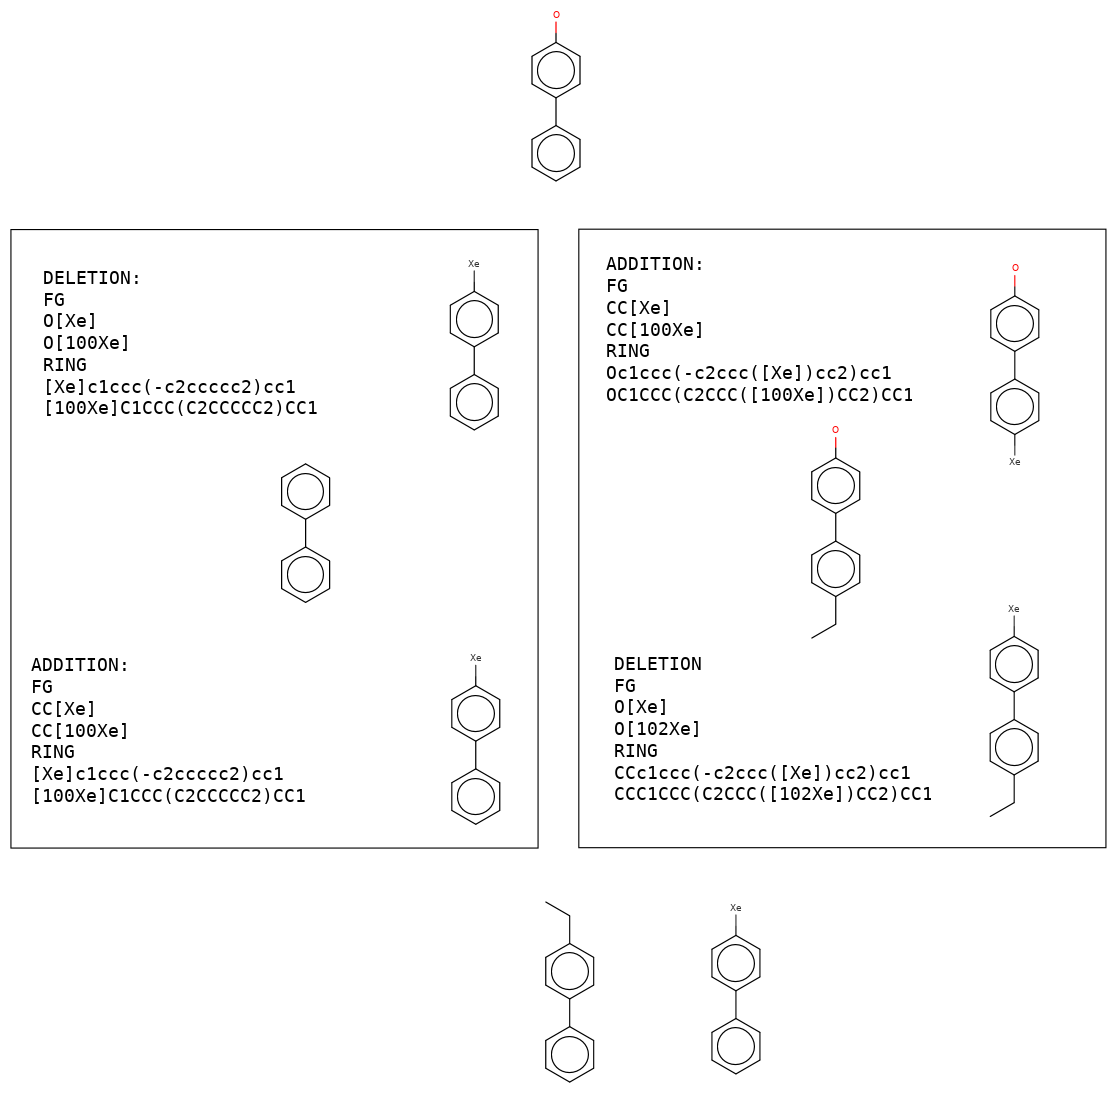 O
DELETION:
FG
O[Xe]
O[100Xe]
RING
[Xe]c1ccc(-c2ccccc2)cc1
[100Xe]C1CCC(C2CCCCC2)CC1
Xe
ADDITION:
FG
CC[Xe]
CC[100Xe]
RING
[Xe]c1ccc(-c2ccccc2)cc1
[100Xe]C1CCC(C2CCCCC2)CC1
Xe
ADDITION:
FG
CC[Xe]
CC[100Xe]
RING
Oc1ccc(-c2ccc([Xe])cc2)cc1
OC1CCC(C2CCC([100Xe])CC2)CC1
O
Xe
O
DELETION
FG
O[Xe]
O[102Xe]
RING
CCc1ccc(-c2ccc([Xe])cc2)cc1
CCC1CCC(C2CCC([102Xe])CC2)CC1
Xe
Xe